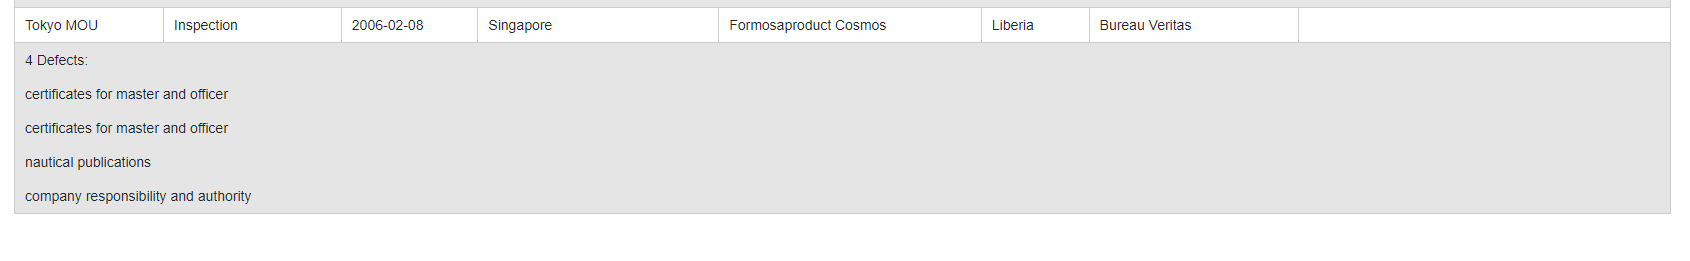 Tokyo MOU Inspection 2006-02-08 Singapore Formosaproduct Cosmos Liberia Bureau Veritas
4 Defects:
certificates for master and officer
certificates for master and officer
nautical publications
company responsibility and authority